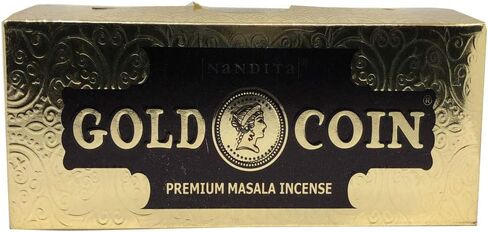 NANDITA
GOLD COIN®
PREMIUM MASALA INCENSE